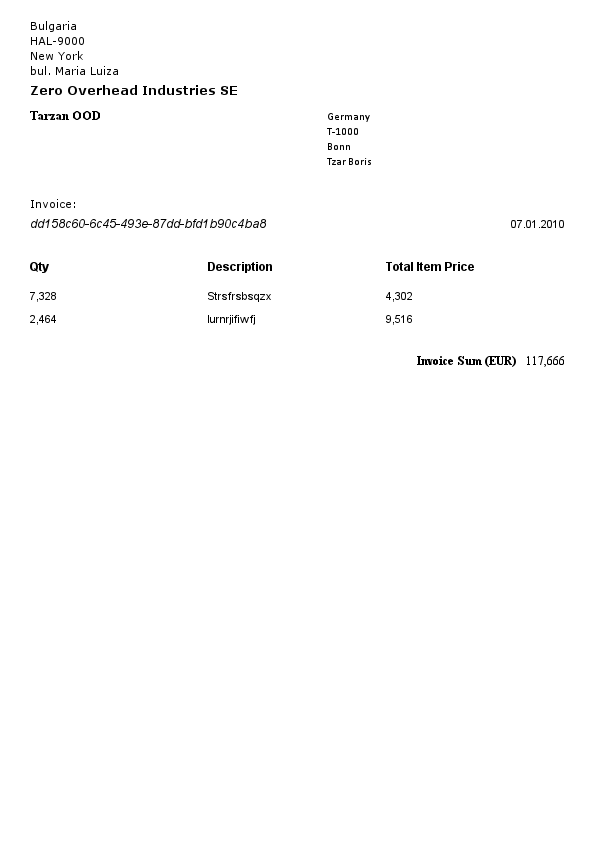 Bulgaria
HAL-9000
New York
bul. Maria Luiza
Zero Overhead Industries SE
Tarzan OOD
Germany
T-1000
Bonn
Tzar Boris
Invoice:
dd158c60-6c45-493e-87dd-bfd1b90c4ba8 07.01.2010
Qty Description Total Item Price
7,328 Strsfrsbsqzx 4,302
2,464 Iurnrjifiwfj 9,516
Invoice Sum (EUR) 117,666